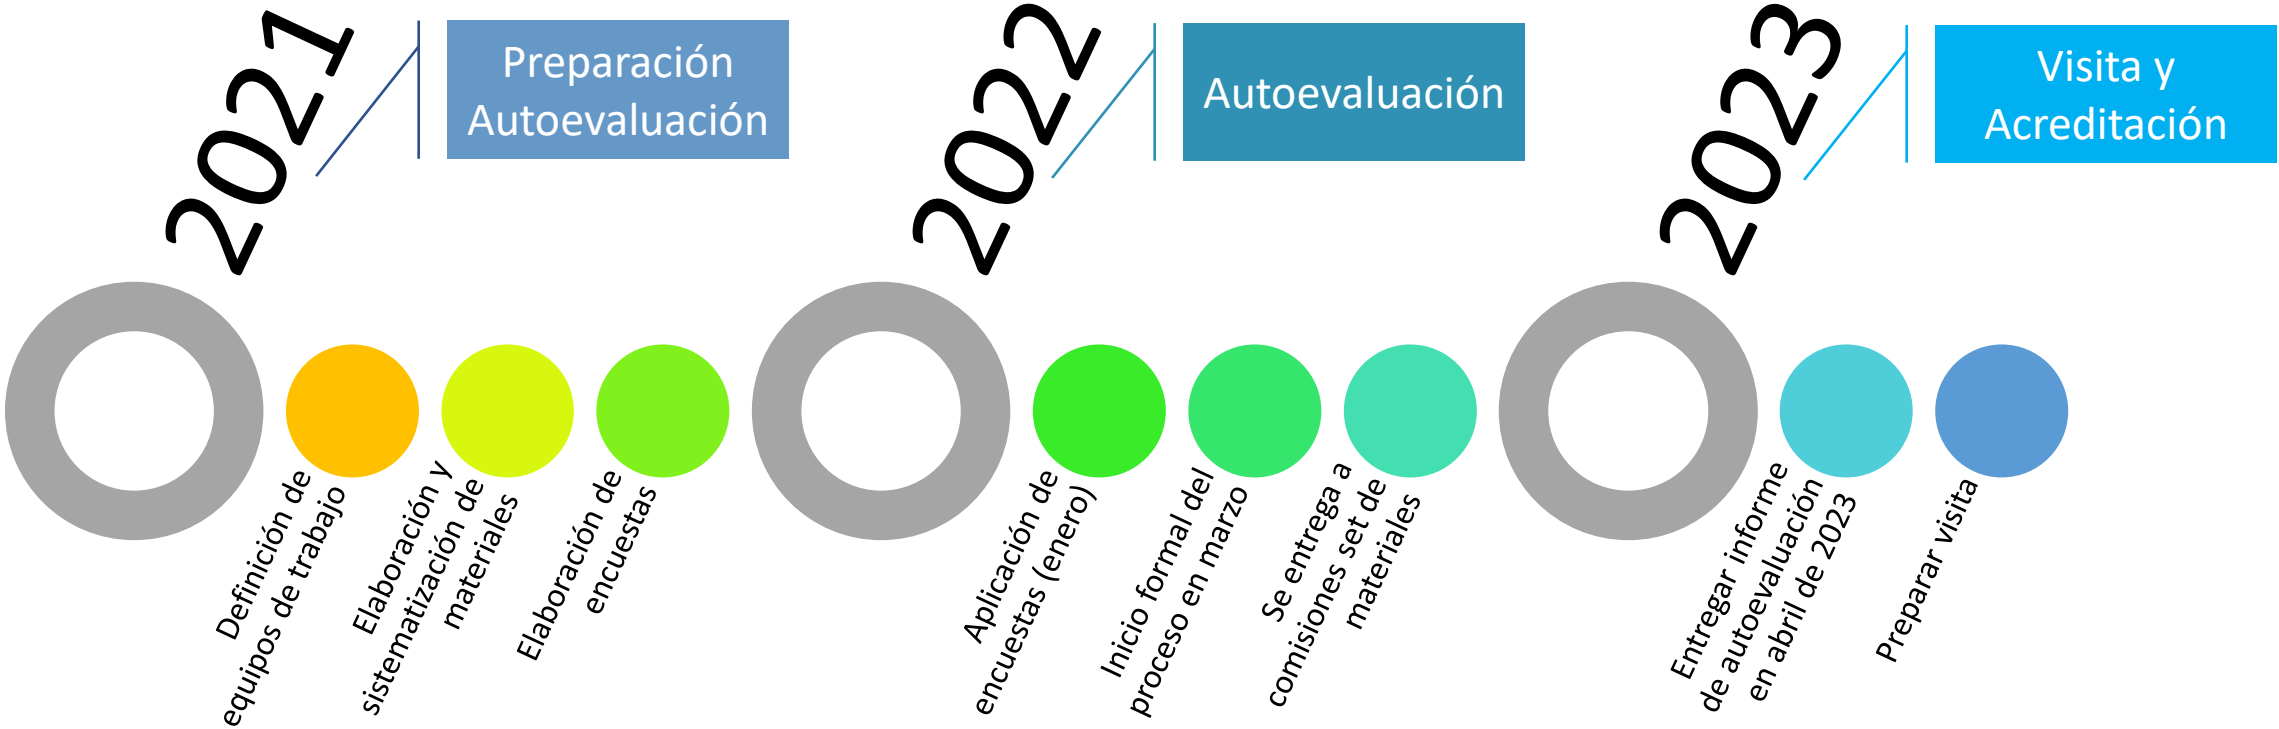 2021
Preparación
Autoevaluación
Definición de
equipos de trabajo
Elaboración y
sistematización de
materiales
Elaboración de
encuestas
2022
Autoevaluación
Aplicación de
encuestas (enero)
Inicio formal del
proceso en marzo
Se entrega a
comisiones set de
materiales
2023
Visita y
Acreditación
Entregar informe
de autoevaluación
en abril de 2023
Preparar visita